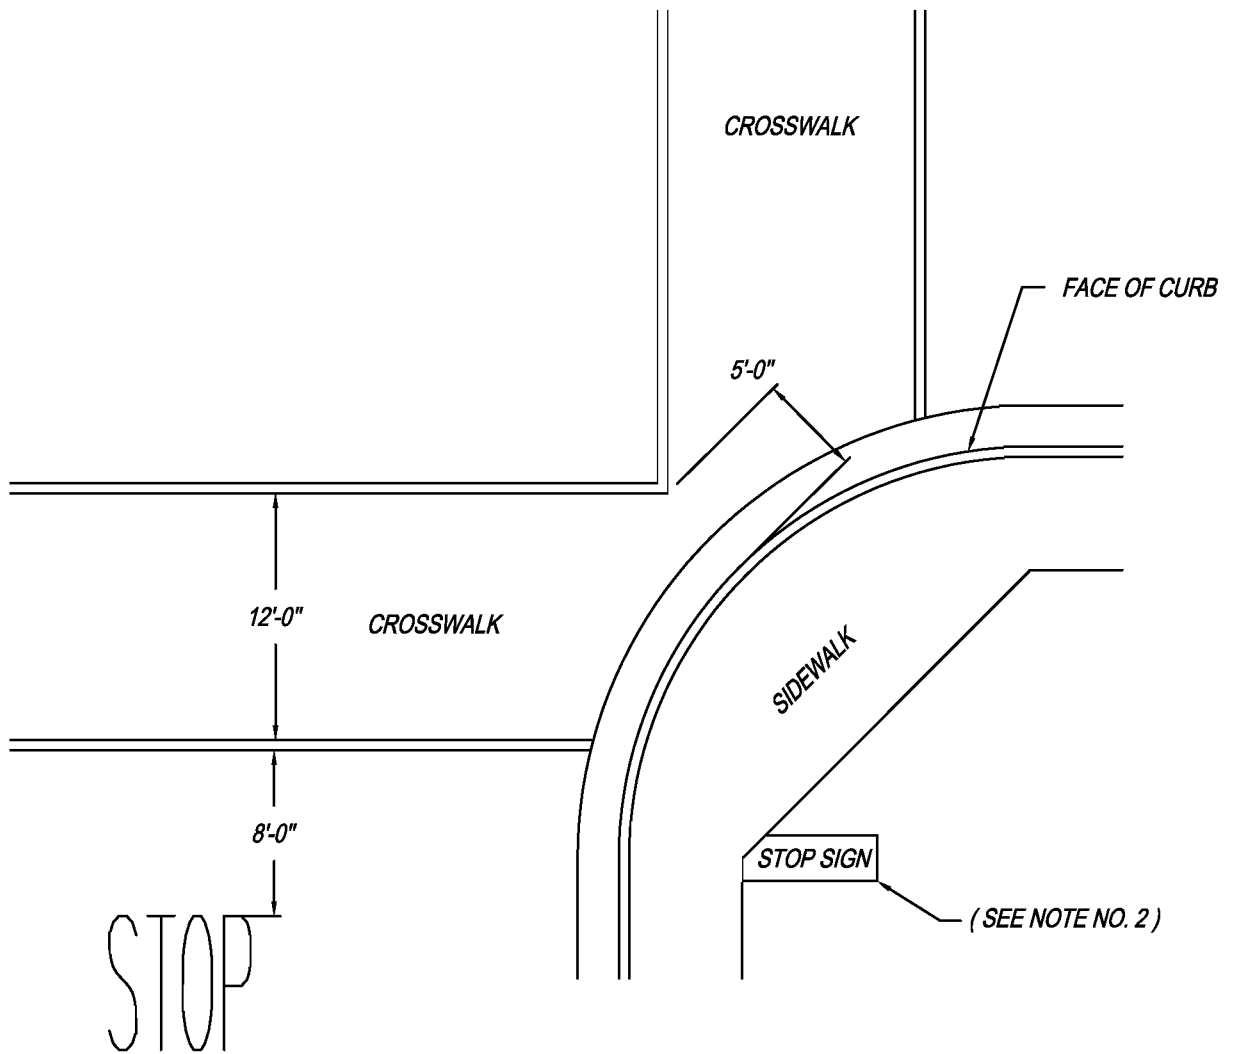 CROSSWALK
FACE OF CURB
5'-0"
12'-0"
CROSSWALK
SIDEWALK
8'-0"
STOP SIGN
( SEE NOTE NO. 2 )
STOP